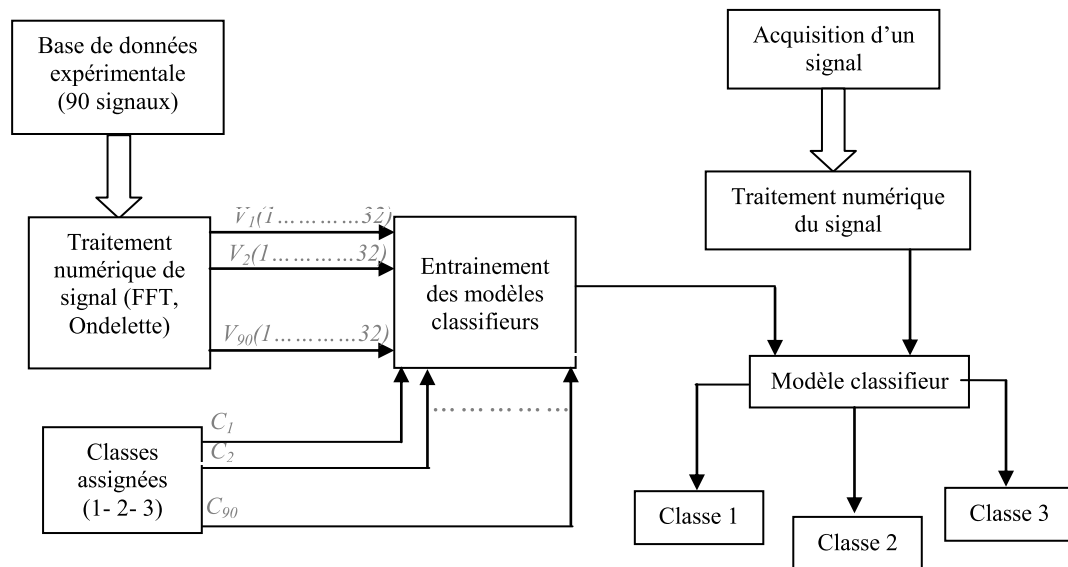 Base de données
expérimentale
(90 signaux)
Acquisition d’un
signal
Traitement
numérique de
signal (FFT,
Ondelette)
V1(1…………32)
V2(1…………32)
V90(1…………32)
Entrainement
des modèles
classifieurs
Traitement numérique
du signal
Modèle classifieur
Classes
assignées
(1- 2- 3)
C1
C2
C90
……………
Classe 1
Classe 2
Classe 3